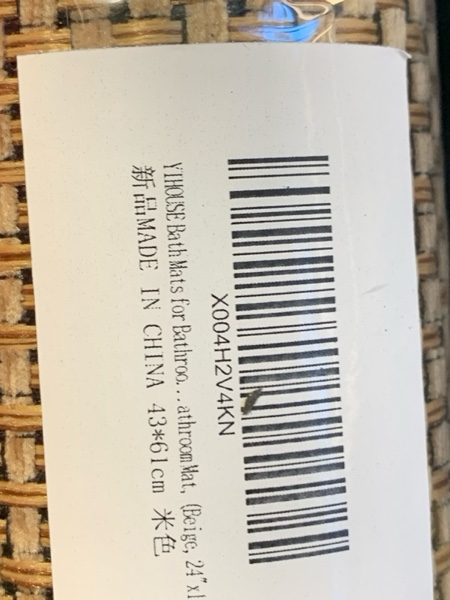 X004H2V4KN
YIHOUSE Bath Mats for Bathroo... athroom Mat, (Beige, 24"x1
新品MADE IN CHINA 43*61cm 米色